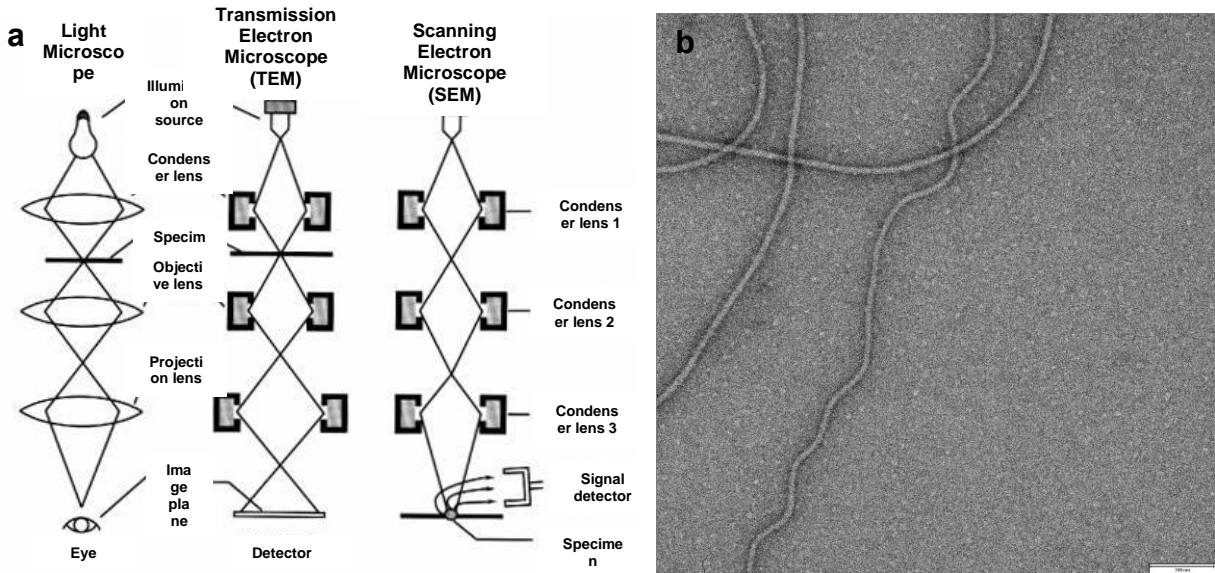 a
Light
Microsco
pe
Transmission
Electron
Microscope
(TEM)
Scanning
Electron
Microscope
(SEM)
Illumi
on
source
Condens
er lens
Specim
Objecti
ve lens
Projecti
on lens
Ima
ge
pla
ne
Eye
Detector
Condens
er lens 1
Condens
er lens 2
Condens
er lens 3
Signal
detector
Specime
n
b